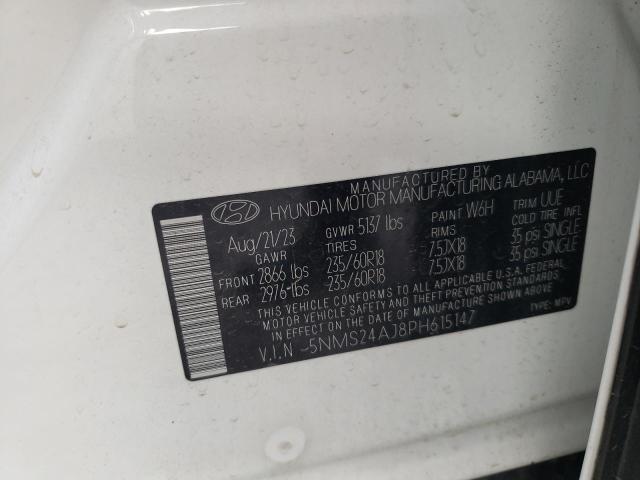 MANUFACTURED BY
HYUNDAI MOTOR MANUFACTURING ALABAMA, LLC
Aug/21/23 GVWR 5137 lbs PAINT W6H TRIM UUE
GAWR TIRES RIMS COLD TIRE INFL.
FRONT 2866 lbs 235/60R18 7.5JX18 35 psi SINGLE
REAR 2976 lbs 235/60R18 7.5JX18 35 psi SINGLE
THIS VEHICLE CONFORMS TO ALL APPLICABLE U.S.A. FEDERAL
MOTOR VEHICLE SAFETY AND THEFT PREVENTION STANDARDS
IN EFFECT ON THE DATE OF MANUFACTURE SHOWN ABOVE.
V.I.N -5NMS24AJ8PH615147 TYPE: MPV